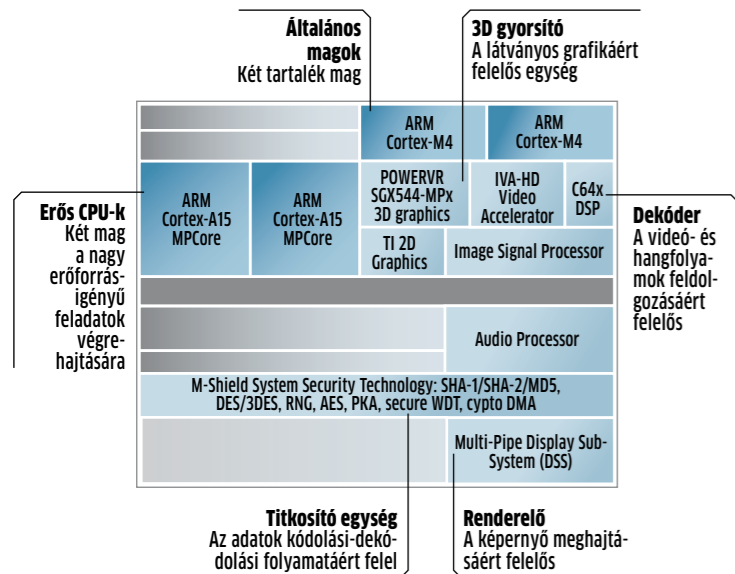 Általános
magok
Két tartalék mag
3D gyorsító
A látványos grafikáért
felelős egység
ARM
Cortex-M4
ARM
Cortex-M4
Erős CPU-k
Két mag
a nagy
erőforrás-
igényű
feladatok
végre-
hajtására
ARM
Cortex-A15
MPCore
ARM
Cortex-A15
MPCore
POWERVR
SGX544-MPx
3D graphics
IVA-HD
Video
Accelerator
C64x
DSP
TI 2D
Graphics
Image Signal Processor
Dekóder
A videó- és
hangfolya-
mok feldol-
gozásáért
felelős
Audio Processor
M-Shield System Security Technology: SHA-1/SHA-2/MD5,
DES/3DES, RNG, AES, PKA, secure WDT, cypto DMA
Multi-Pipe Display Sub-
System (DSS)
Titkosító egység
Az adatok kódolási-dekó-
dolási folyamatáért felel
Renderelő
A képernyő meghajtá-
sáért felelős